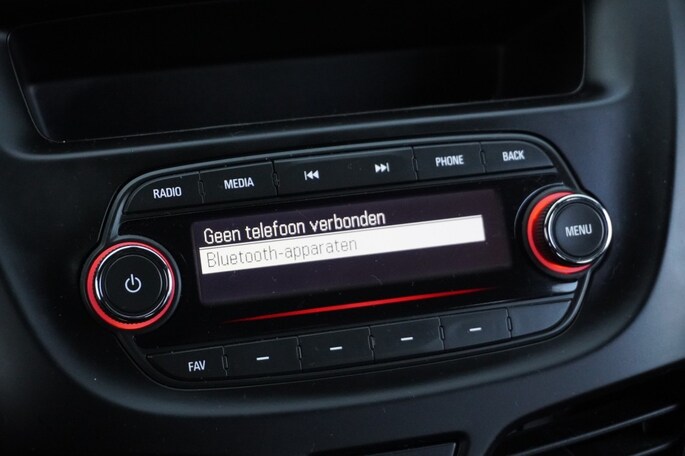 RADIO MEDIA PHONE BACK
Geen telefoon verbonden
Bluetooth-apparaten
MENU
FAV